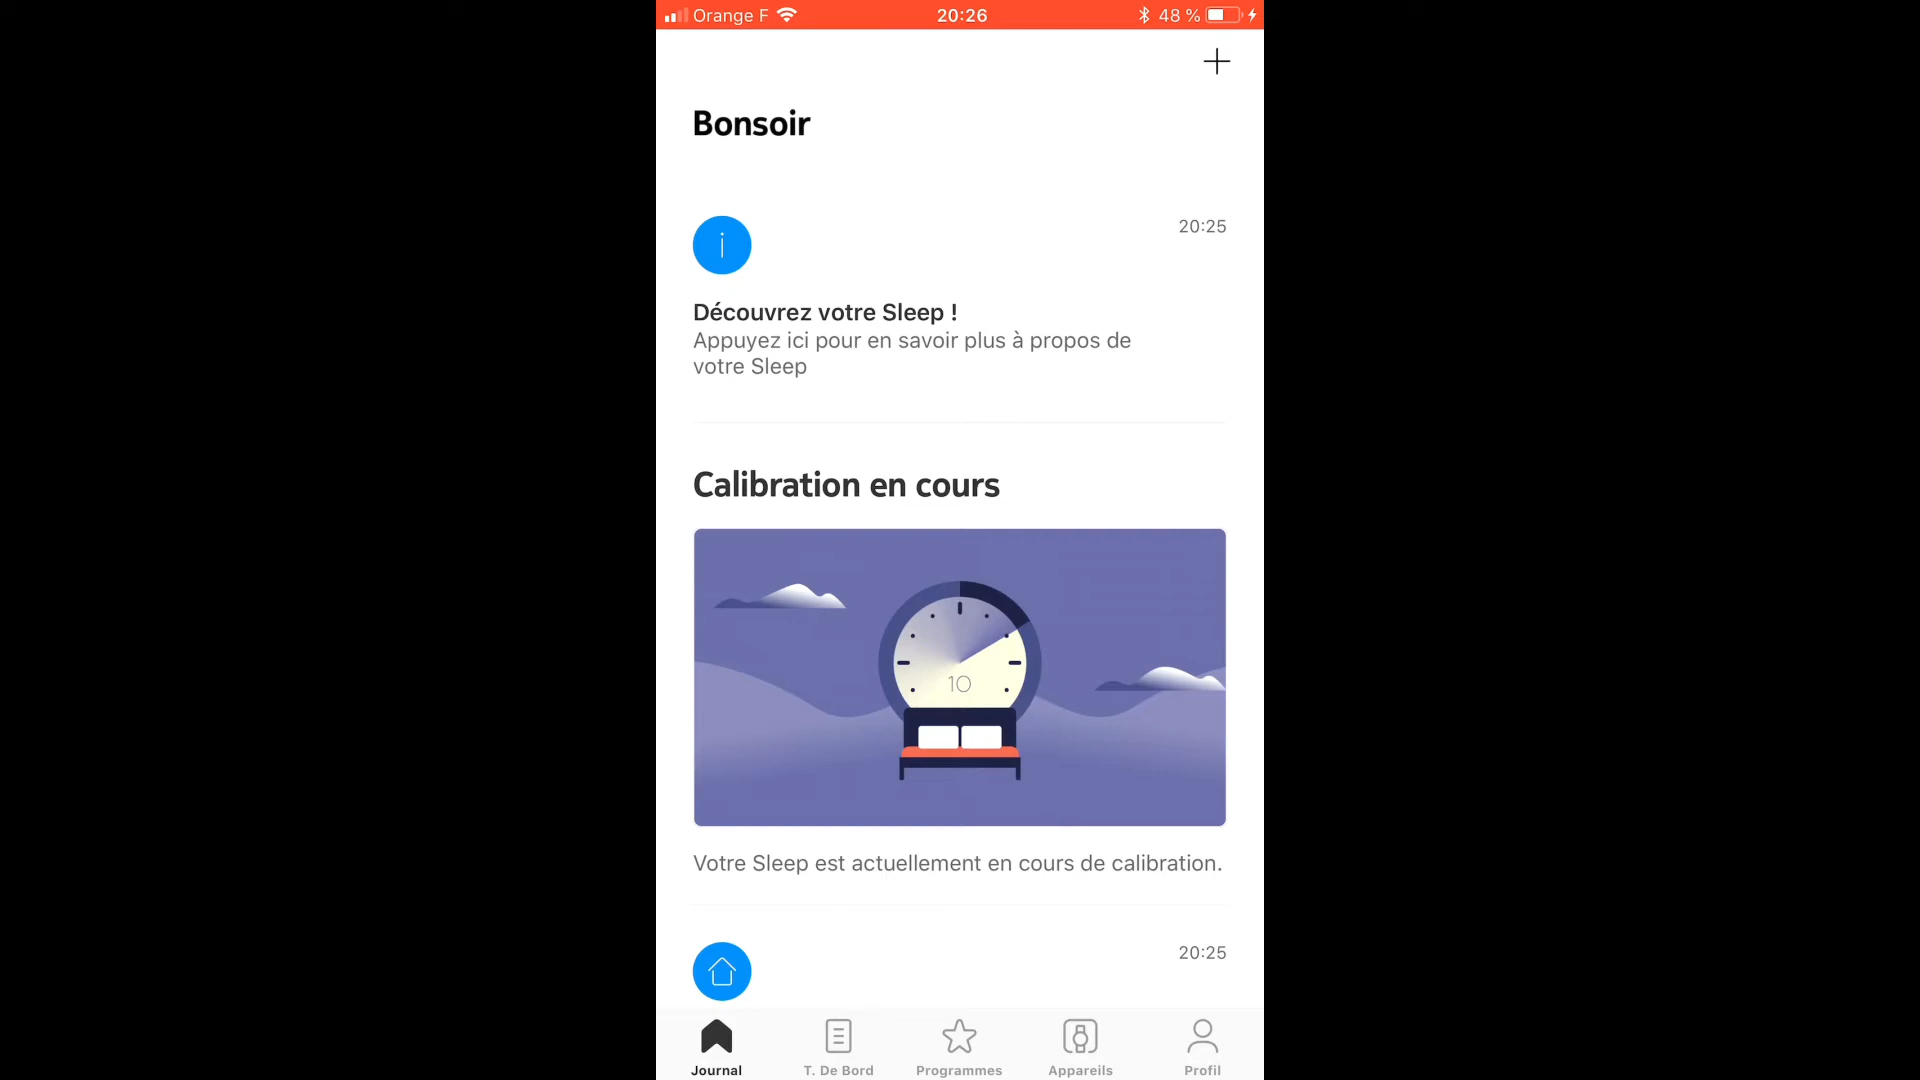 Orange F 20:26 48 %
Bonsoir
20:25
Découvrez votre Sleep !
Appuyez ici pour en savoir plus à propos de
votre Sleep
Calibration en cours
10
Votre Sleep est actuellement en cours de calibration.
20:25
Journal T. De Bord Programmes Appareils Profil